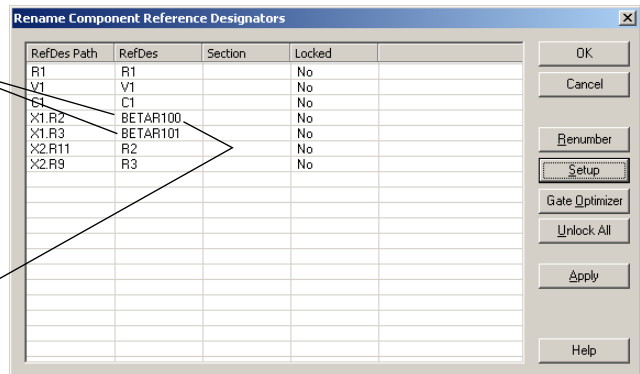 Rename Component Reference Designators
RefDes Path RefDes Section Locked
R1 R1 No
V1 V1 No
C1 C1 No
X1.R2 BETAR100 No
X1.R3 BETAR101 No
X2.R11 R2 No
X2.R9 R3 No
OK
Cancel
Renumber
Setup
Gate Optimizer
Unlock All
Apply
Help